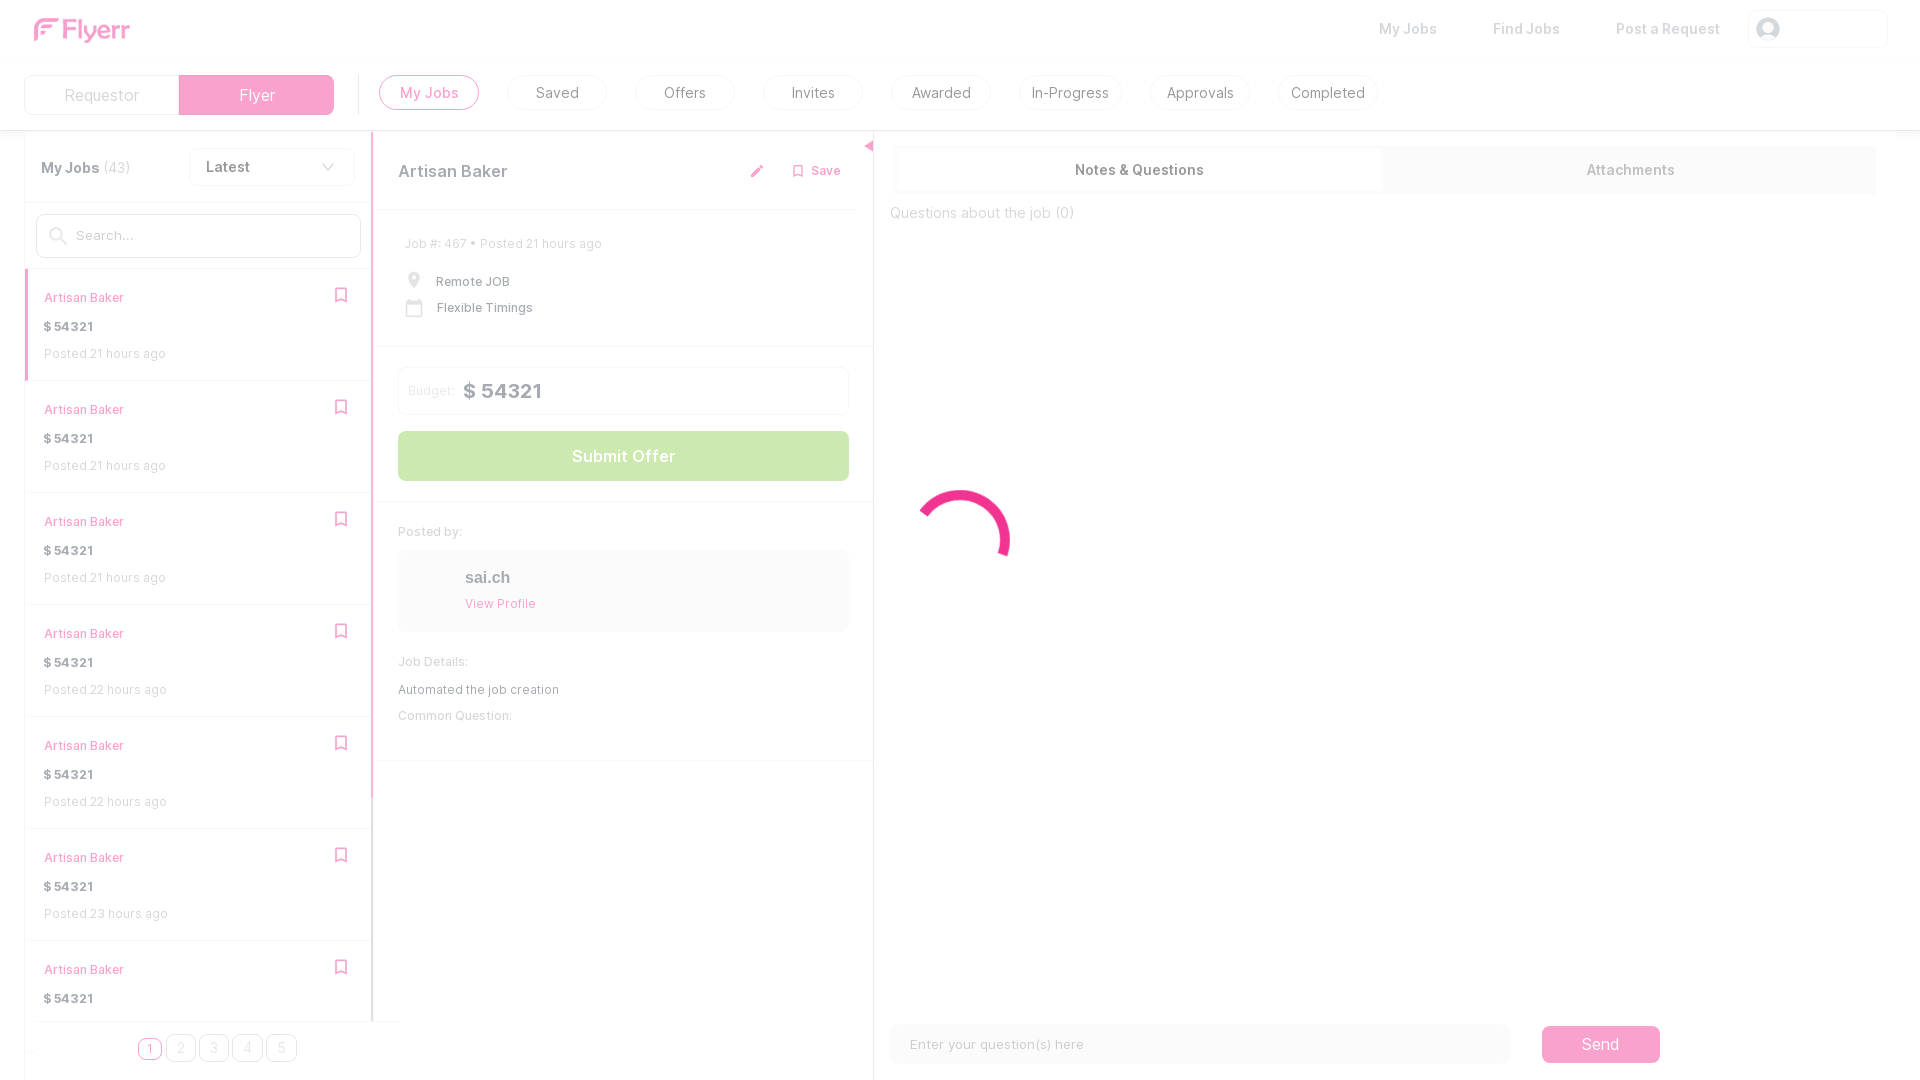 Flyerr
My Jobs
Find Jobs
Post a Request
Requestor
Flyer
My Jobs
Saved
Offers
Invites
Awarded
In-Progress
Approvals
Completed
My Jobs (43)
Latest
Search...
Artisan Baker
$ 54321
Posted 21 hours ago
Artisan Baker
$ 54321
Posted 21 hours ago
Artisan Baker
$ 54321
Posted 21 hours ago
Artisan Baker
$ 54321
Posted 22 hours ago
Artisan Baker
$ 54321
Posted 22 hours ago
Artisan Baker
$ 54321
Posted 23 hours ago
Artisan Baker
$ 54321
1
2
3
4
5
Artisan Baker
Save
Job #: 467 • Posted 21 hours ago
Remote JOB
Flexible Timings
Budget: $ 54321
Submit Offer
Posted by:
sai.ch
View Profile
Job Details:
Automated the job creation
Common Question:
Notes & Questions
Attachments
Questions about the job (0)
Enter your question(s) here
Send